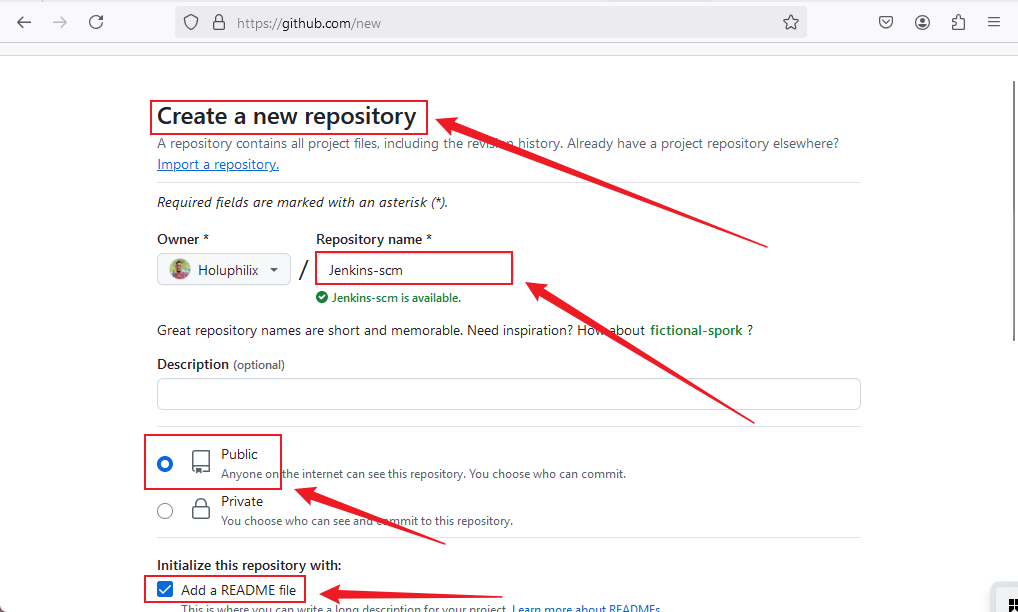 https://github.com/new
Create a new repository
A repository contains all project files, including the revision history. Already have a project repository elsewhere?
Import a repository.
Required fields are marked with an asterisk (*).
Owner * Repository name *
Holuphilix / Jenkins-scm
Jenkins-scm is available.
Great repository names are short and memorable. Need inspiration? How about fictional-spork ?
Description (optional)
Public
Anyone on the internet can see this repository. You choose who can commit.
Private
You choose who can see and commit to this repository.
Initialize this repository with:
Add a README file
This is where you can write a long description for your project. Learn more about READMEs.